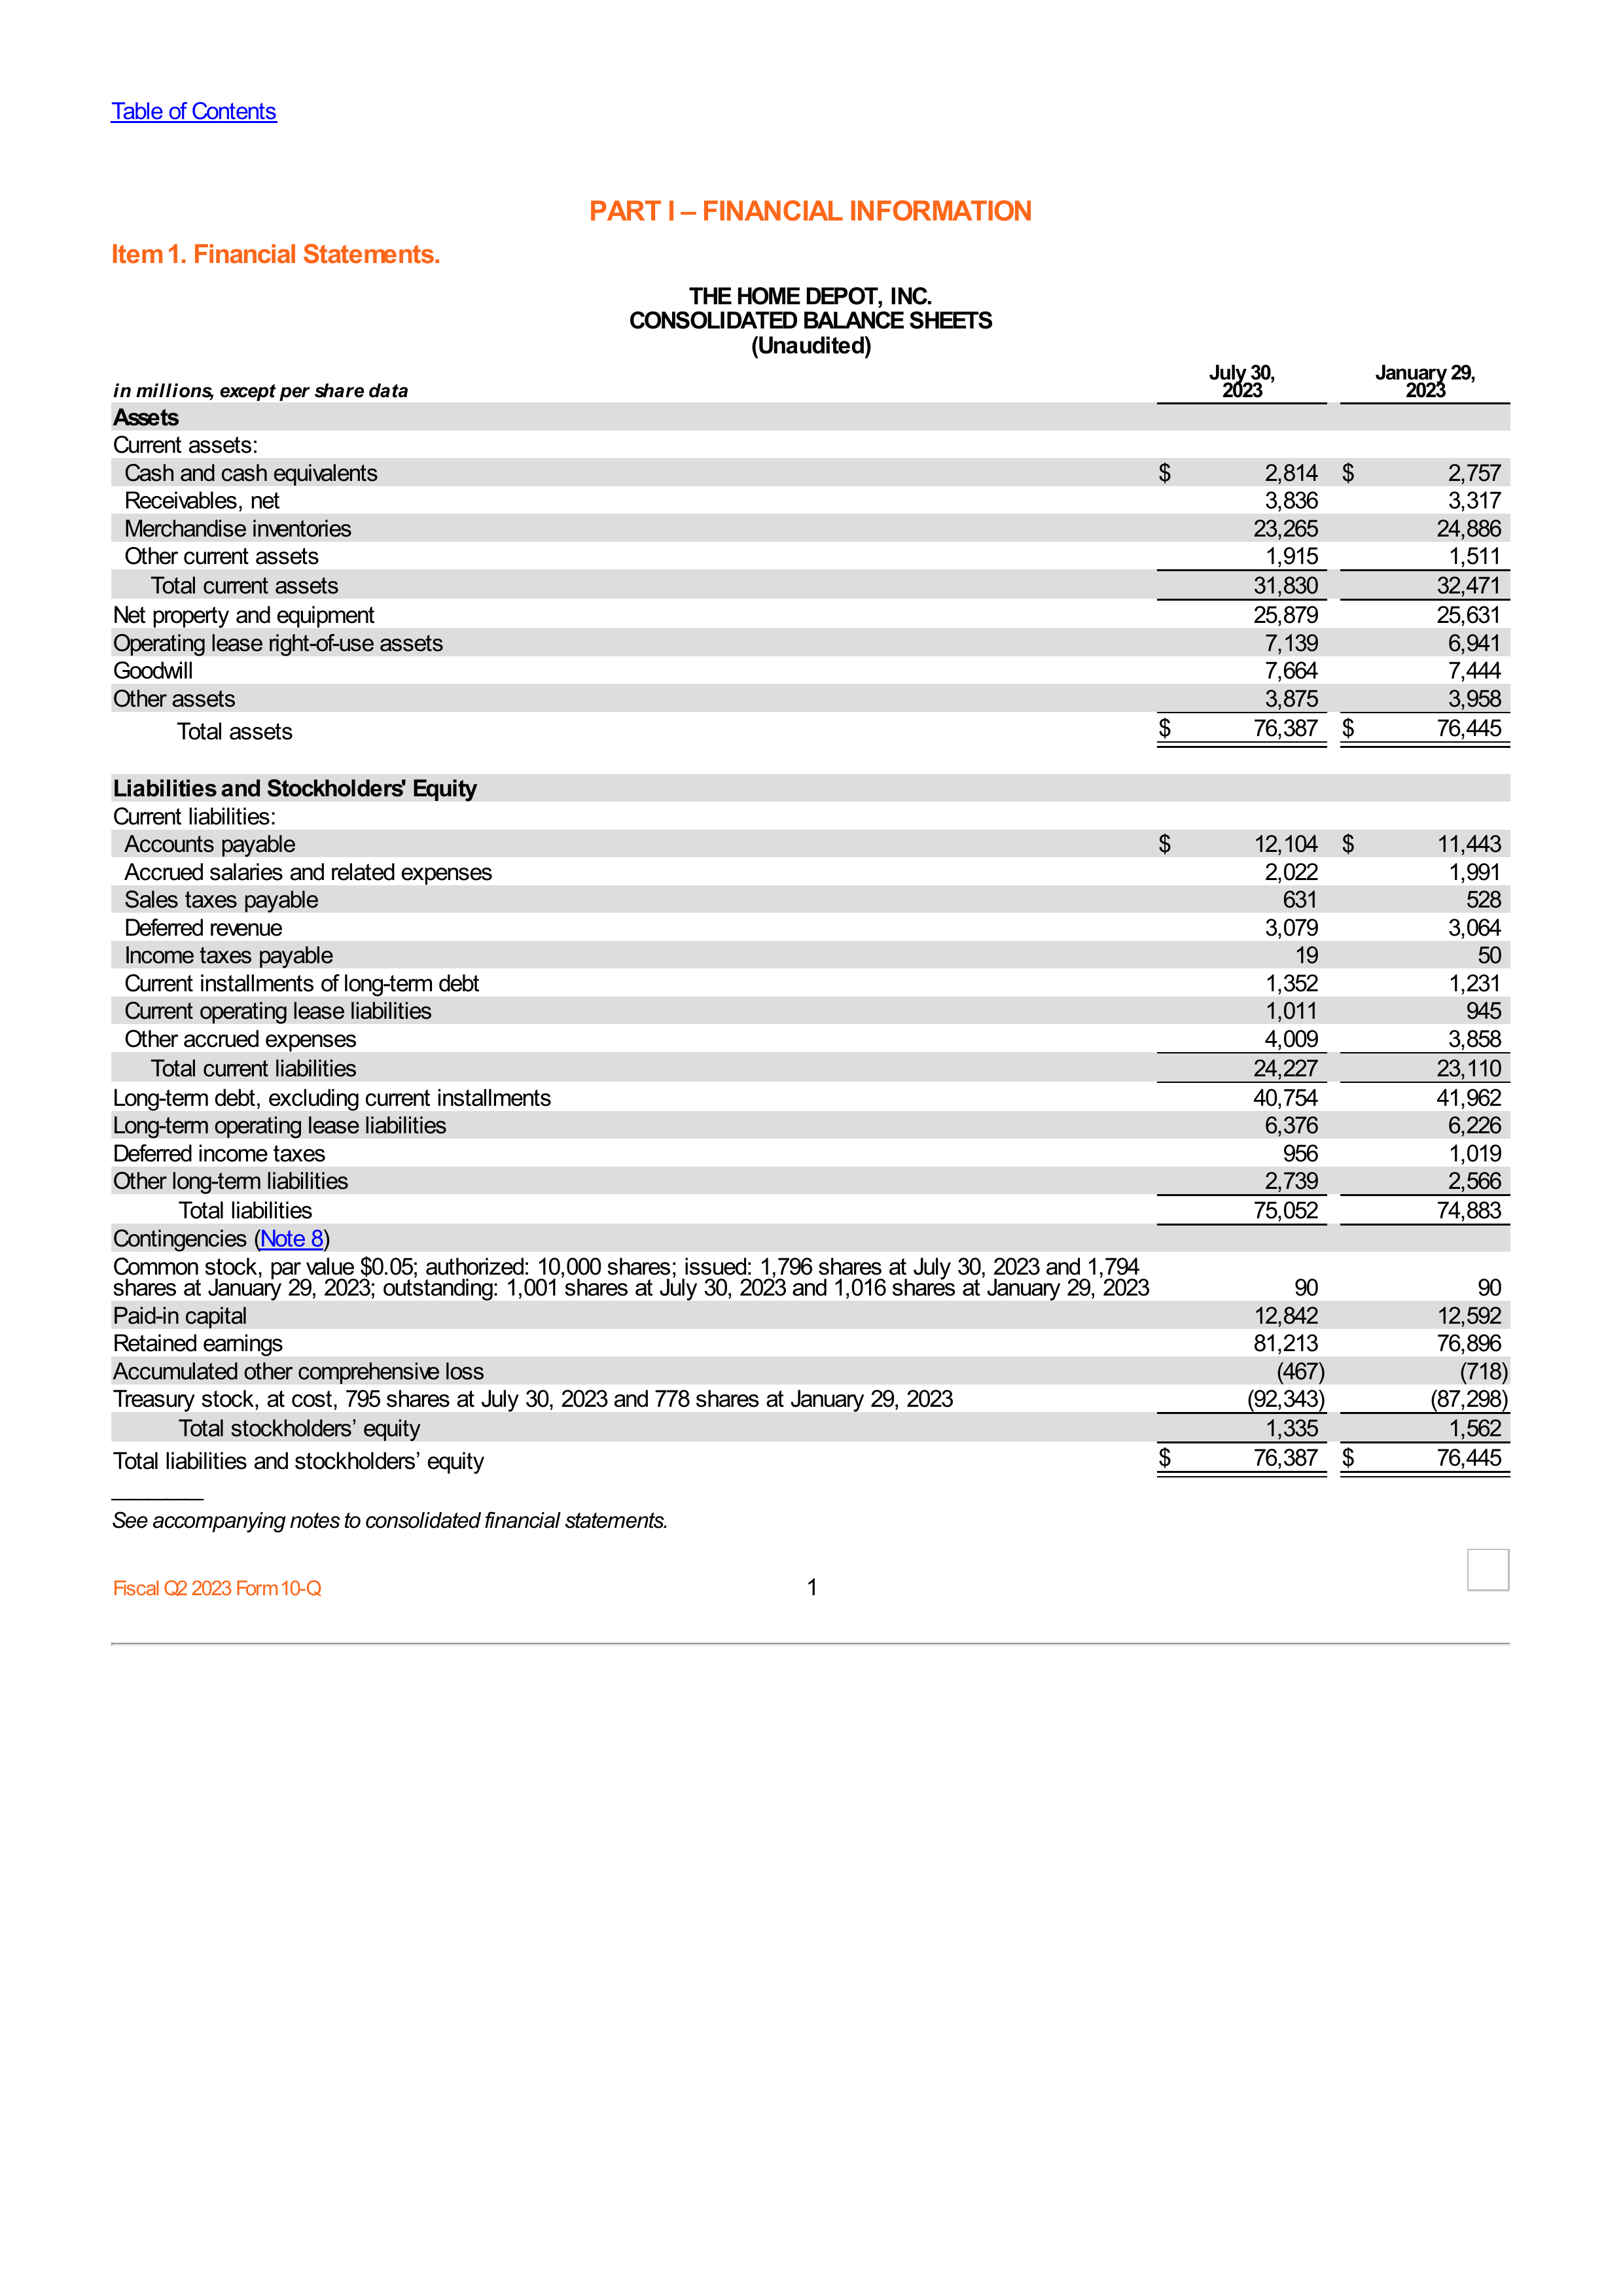 Table of Contents
PART I – FINANCIAL INFORMATION
Item 1. Financial Statements.
THE HOME DEPOT, INC.
CONSOLIDATED BALANCE SHEETS
(Unaudited)
in millions, except per share data July 30, 2023 January 29, 2023
Assets
Current assets:
Cash and cash equivalents $ 2,814 $ 2,757
Receivables, net 3,836 3,317
Merchandise inventories 23,265 24,886
Other current assets 1,915 1,511
Total current assets 31,830 32,471
Net property and equipment 25,879 25,631
Operating lease right-of-use assets 7,139 6,941
Goodwill 7,664 7,444
Other assets 3,875 3,958
Total assets $ 76,387 $ 76,445
Liabilities and Stockholders' Equity
Current liabilities:
Accounts payable $ 12,104 $ 11,443
Accrued salaries and related expenses 2,022 1,991
Sales taxes payable 631 528
Deferred revenue 3,079 3,064
Income taxes payable 19 50
Current installments of long-term debt 1,352 1,231
Current operating lease liabilities 1,011 945
Other accrued expenses 4,009 3,858
Total current liabilities 24,227 23,110
Long-term debt, excluding current installments 40,754 41,962
Long-term operating lease liabilities 6,376 6,226
Deferred income taxes 956 1,019
Other long-term liabilities 2,739 2,566
Total liabilities 75,052 74,883
Contingencies (Note 8)
Common stock, par value $0.05; authorized: 10,000 shares; issued: 1,796 shares at July 30, 2023 and 1,794
shares at January 29, 2023; outstanding: 1,001 shares at July 30, 2023 and 1,016 shares at January 29, 2023 90 90
Paid-in capital 12,842 12,592
Retained earnings 81,213 76,896
Accumulated other comprehensive loss (467) (718)
Treasury stock, at cost, 795 shares at July 30, 2023 and 778 shares at January 29, 2023 (92,343) (87,298)
Total stockholders’ equity 1,335 1,562
Total liabilities and stockholders’ equity $ 76,387 $ 76,445
See accompanying notes to consolidated financial statements.
Fiscal Q2 2023 Form 10-Q 1